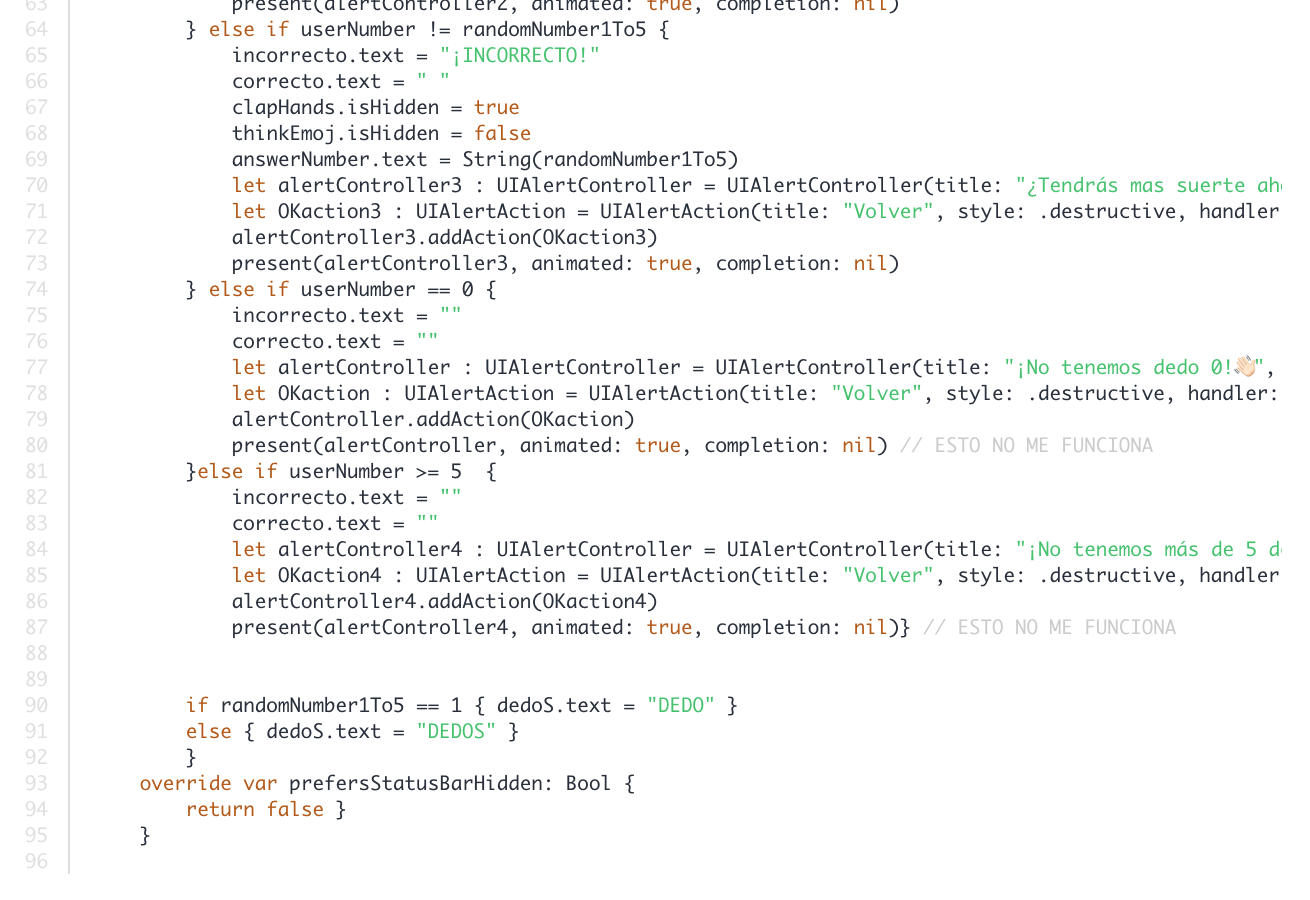 63 present(alertController2, animated: true, completion: nil)
64 } else if userNumber != randomNumber1To5 {
65 incorrecto.text = "¡INCORRECTO!"
66 correcto.text = " "
67 clapHands.isHidden = true
68 thinkEmoj.isHidden = false
69 answerNumber.text = String(randomNumber1To5)
70 let alertController3 : UIAlertController = UIAlertController(title: "¿Tendrás mas suerte
71 let OKaction3 : UIAlertAction = UIAlertAction(title: "Volver", style: .destructive, handler
72 alertController3.addAction(OKaction3)
73 present(alertController3, animated: true, completion: nil)
74 } else if userNumber == 0 {
75 incorrecto.text = ""
76 correcto.text = ""
77 let alertController : UIAlertController = UIAlertController(title: "¡No tenemos dedo 0!👋🏻",
78 let OKaction : UIAlertAction = UIAlertAction(title: "Volver", style: .destructive, handler:
79 alertController.addAction(OKaction)
80 present(alertController, animated: true, completion: nil) // ESTO NO ME FUNCIONA
81 }else if userNumber >= 5  {
82 incorrecto.text = ""
83 correcto.text = ""
84 let alertController4 : UIAlertController = UIAlertController(title: "¡No tenemos más de 5
85 let OKaction4 : UIAlertAction = UIAlertAction(title: "Volver", style: .destructive, handler
86 alertController4.addAction(OKaction4)
87 present(alertController4, animated: true, completion: nil)} // ESTO NO ME FUNCIONA
88
89
90 if randomNumber1To5 == 1 { dedoS.text = "DEDO" }
91 else { dedoS.text = "DEDOS" }
92 }
93 override var prefersStatusBarHidden: Bool {
94 return false }
95 }
96